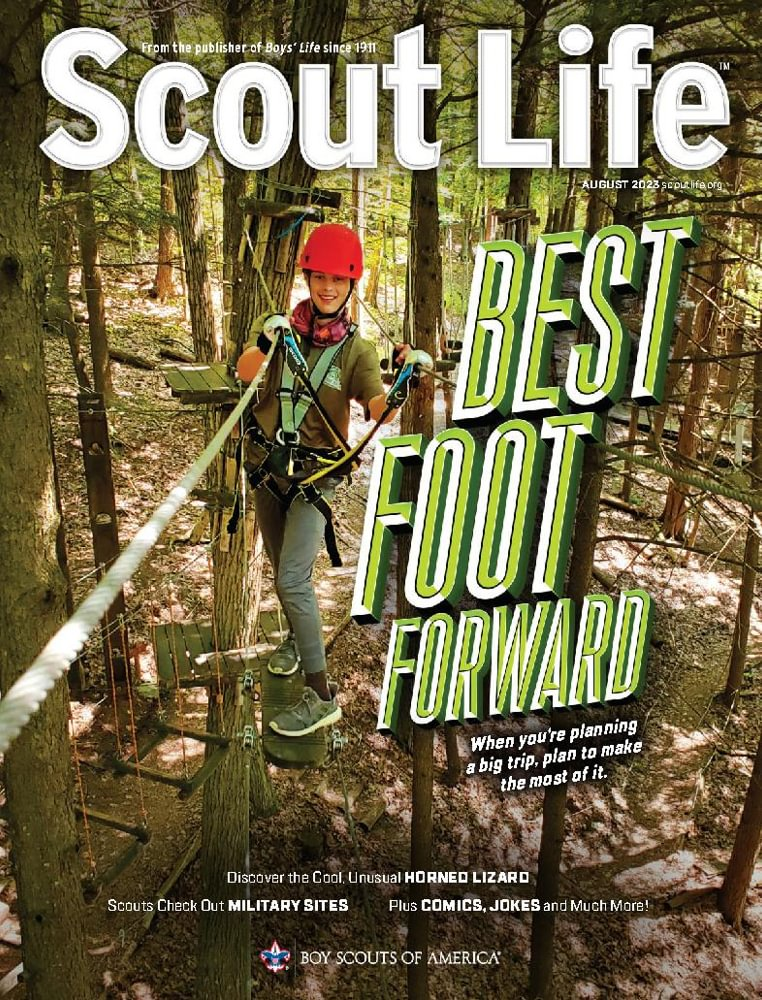 From the publisher of Boys' Life since 1911
Scout Life™
AUGUST 2023 scoutlife.org
BEST
FOOT
FORWARD
When you're planning
a big trip, plan to make
the most of it.
Discover the Cool, Unusual HORNED LIZARD
Scouts Check Out MILITARY SITES Plus COMICS, JOKES and Much More!
BOY SCOUTS OF AMERICA®